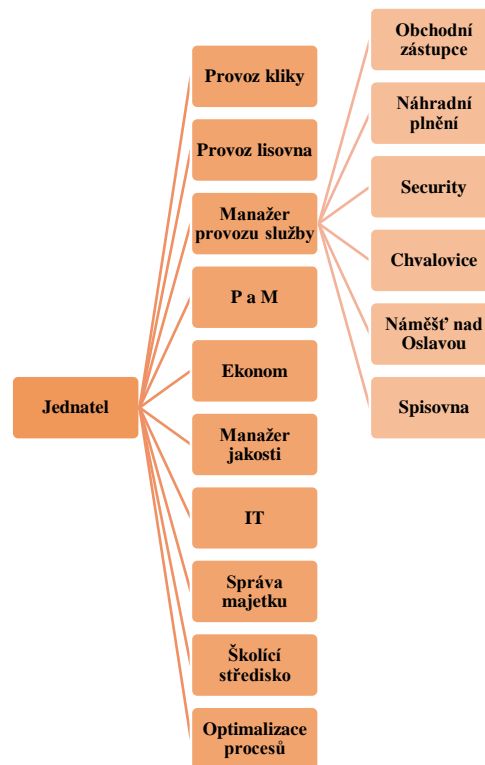 Jednatel
Provoz kliky
Provoz lisovna
Manažer
provozu služby
P a M
Ekonom
Manažer
jakosti
IT
Správa
majetku
Školící
středisko
Optimalizace
procesů
Obchodní
zástupce
Náhradní
plnění
Security
Chvalovice
Náměšť nad
Oslavou
Spisovna